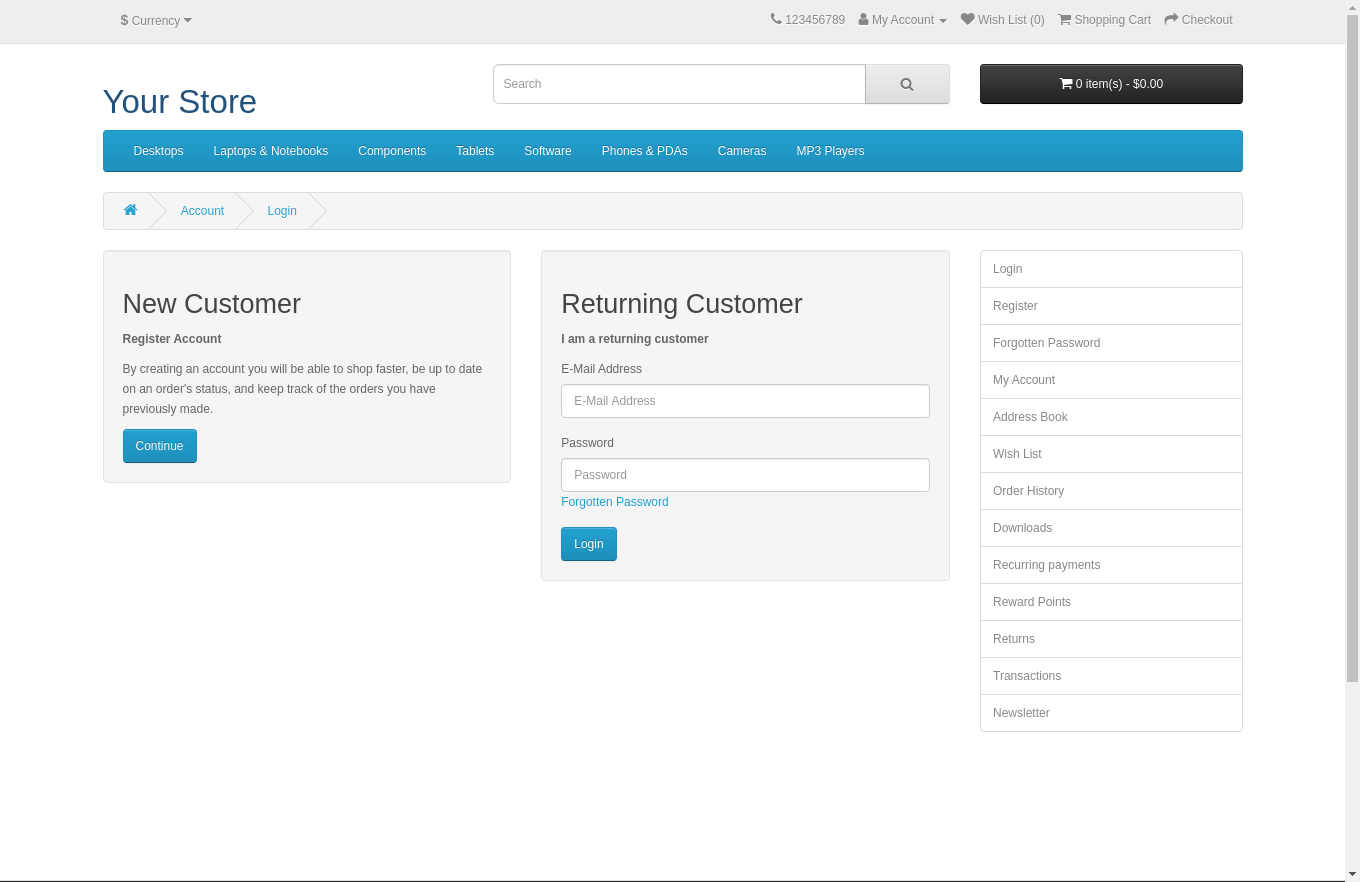 $ Currency
123456789 My Account Wish List (0) Shopping Cart Checkout
Your Store
Search
0 item(s) - $0.00
Desktops Laptops & Notebooks Components Tablets Software Phones & PDAs Cameras MP3 Players
Account Login
New Customer
Register Account
By creating an account you will be able to shop faster, be up to date
on an order's status, and keep track of the orders you have
previously made.
Continue
Returning Customer
I am a returning customer
E-Mail Address
E-Mail Address
Password
Password
Forgotten Password
Login
Login
Register
Forgotten Password
My Account
Address Book
Wish List
Order History
Downloads
Recurring payments
Reward Points
Returns
Transactions
Newsletter